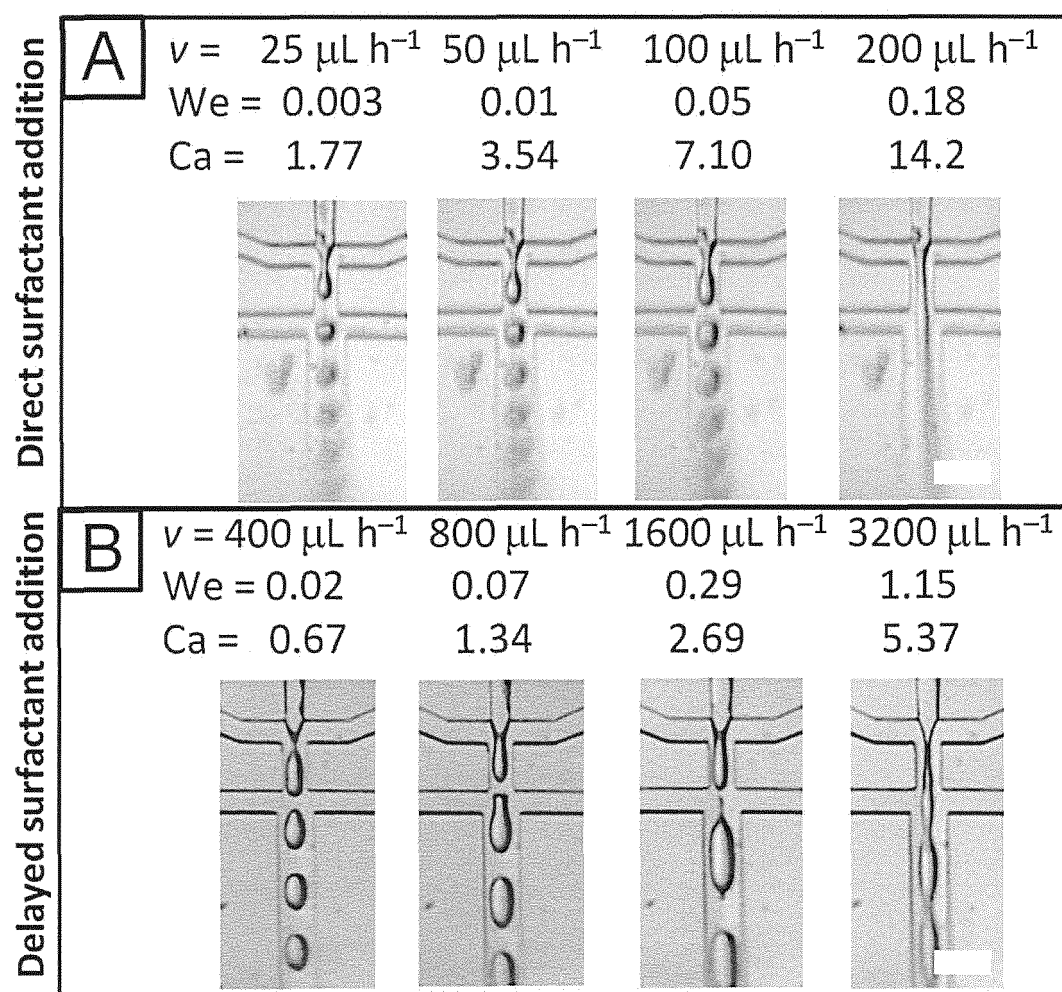 Direct surfactant addition
A
v = 25 μL h⁻¹ 50 μL h⁻¹ 100 μL h⁻¹ 200 μL h⁻¹
We = 0.003 0.01 0.05 0.18
Ca = 1.77 3.54 7.10 14.2
Delayed surfactant addition
B
v = 400 μL h⁻¹ 800 μL h⁻¹ 1600 μL h⁻¹ 3200 μL h⁻¹
We = 0.02 0.07 0.29 1.15
Ca = 0.67 1.34 2.69 5.37